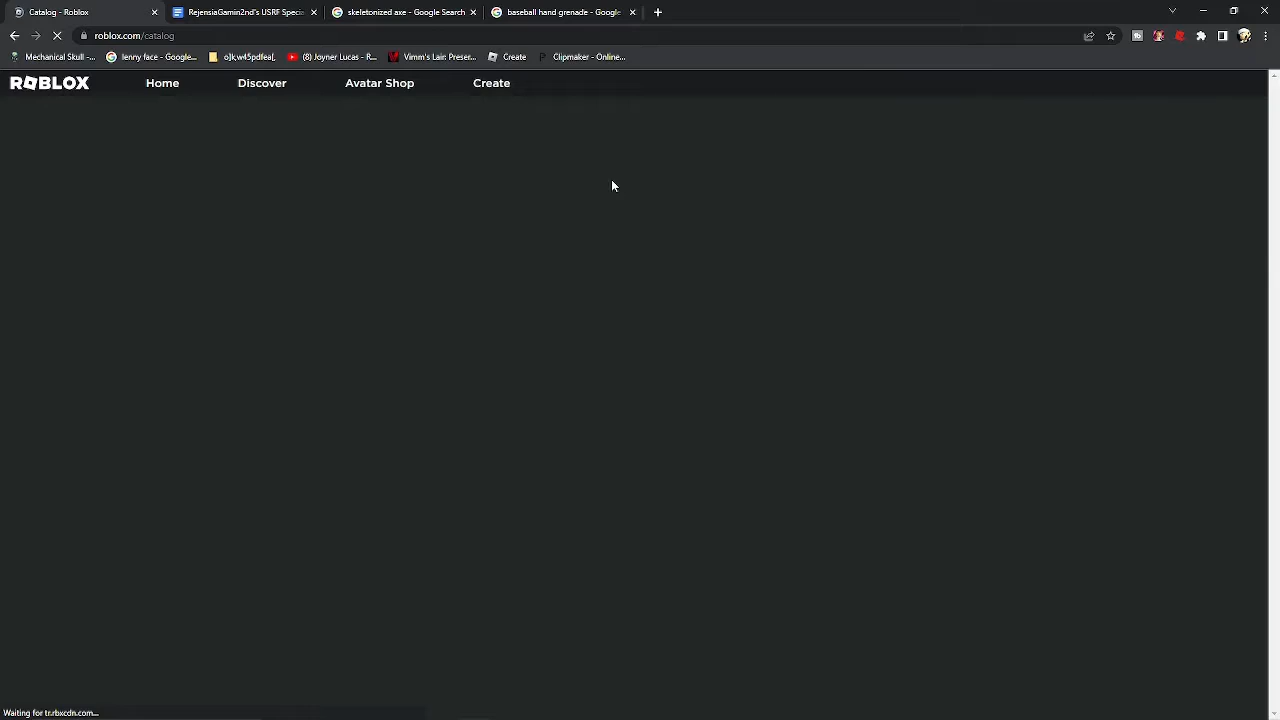 Catalog - Roblox
RejensiaGamin2nd's USRF Specia
skeletonized axe - Google Search
baseball hand grenade - Google
roblox.com/catalog
Mechanical Skull -...
lenny face - Google...
(8) Joyner Lucas - R...
Vimm's Lair: Preser...
Create
Clipmaker - Online...
ROBLOX Home Discover Avatar Shop Create
Waiting for tr.rbxcdn.com...